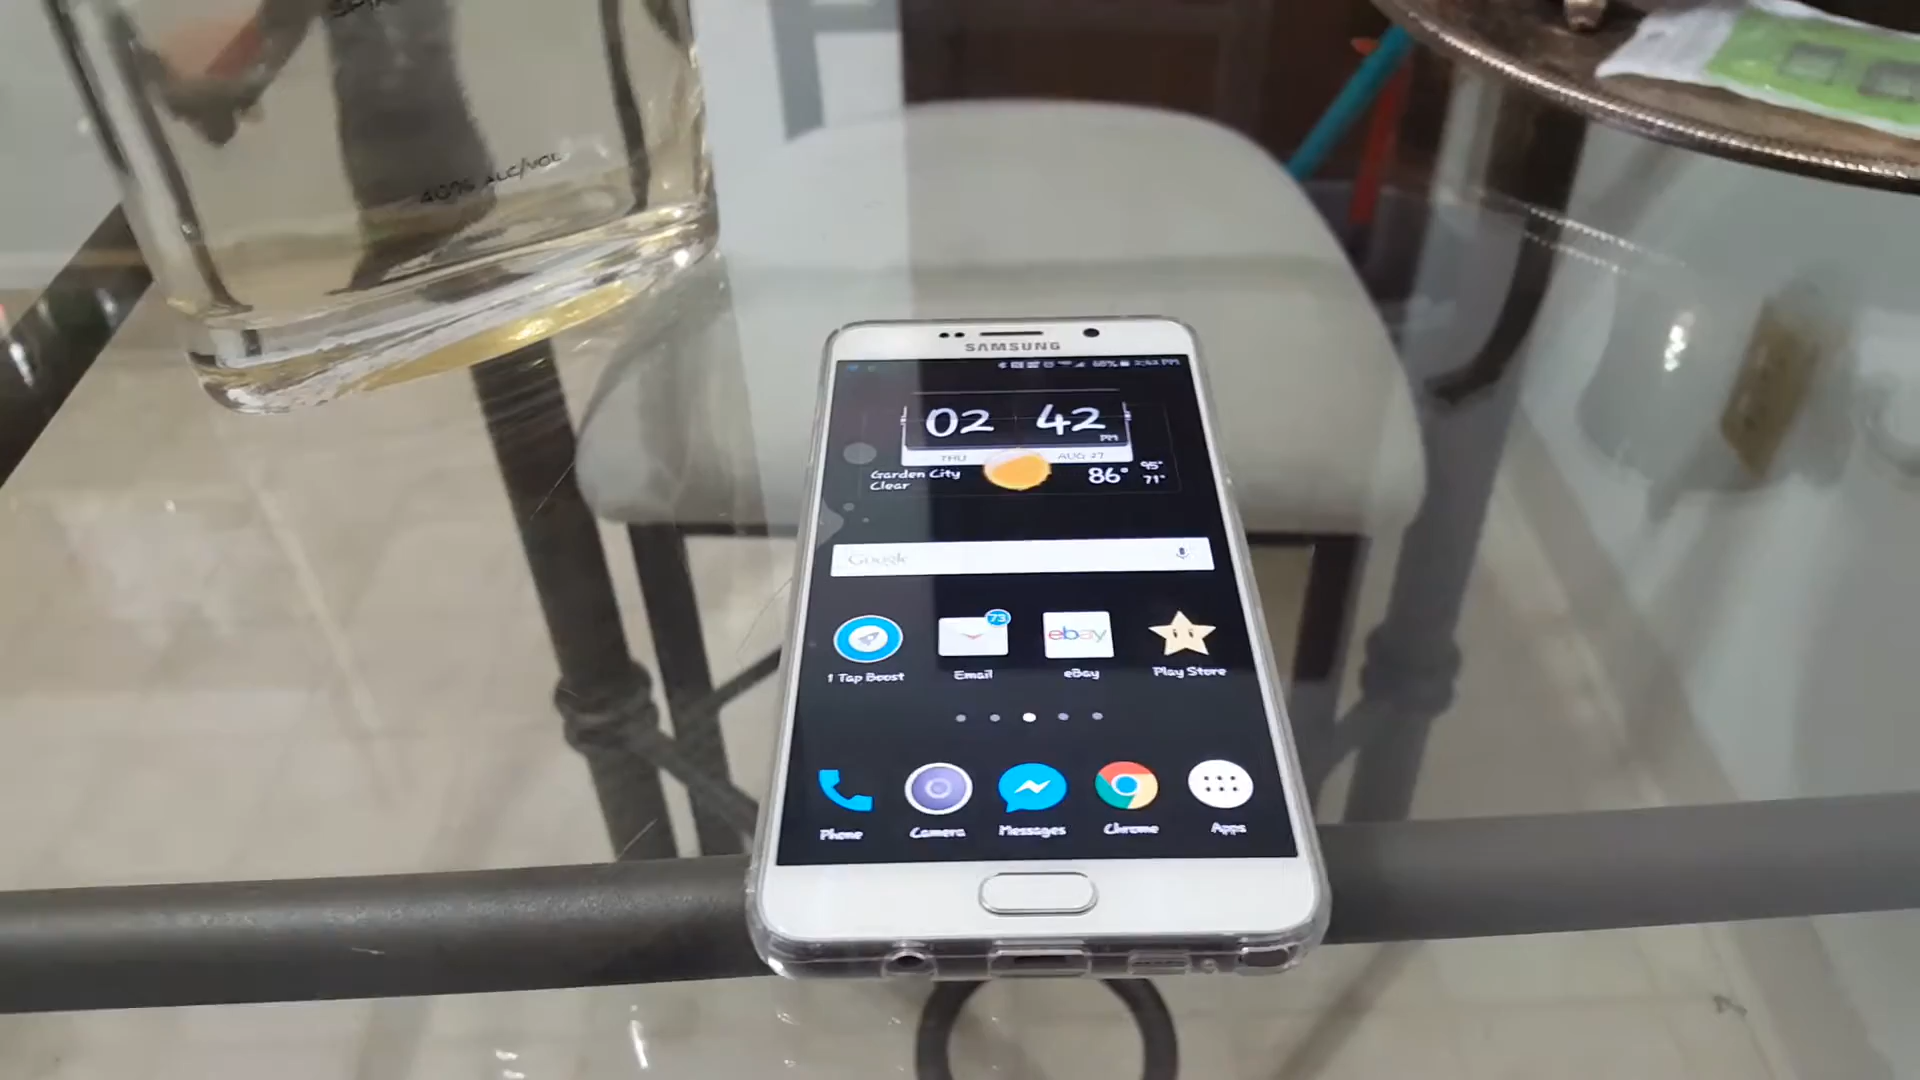 40% ALC/VOL
SAMSUNG
02 42
PM
THU AUG 27
Garden City
Clear
86° 95°
71°
Google
73
ebay
1 Tap Boost Email eBay Play Store
Phone Camera Messages Chrome Apps